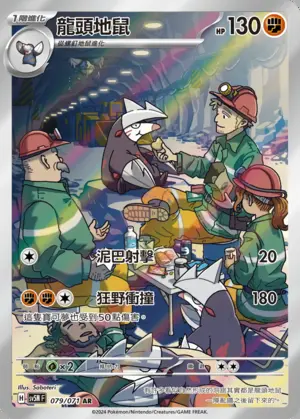 1階進化
龍頭地鼠
HP 130
從螺釘地鼠進化
泥巴射擊 20
狂野衝撞 180
這隻寶可夢也受到50點傷害。
×2
Illus. Saboteri
H sv5M F 079/071 AR
©2024 Pokémon/Nintendo/Creatures/GAME FREAK.